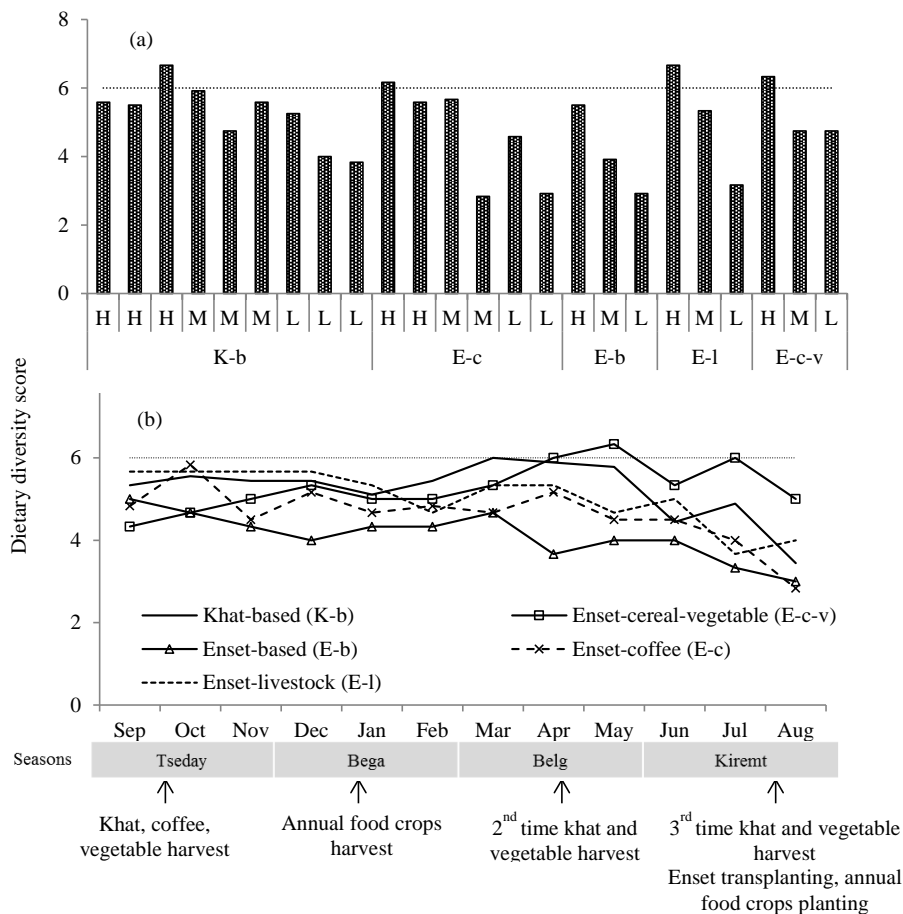 8
(a)
6
4
2
0
H H H M M M L L L H H M M L L H M L H M L H M L
K-b E-c E-b E-l E-c-v
Dietary diversity score
(b)
6
4
2
0
Khat-based (K-b)
Enset-cereal-vegetable (E-c-v)
Enset-based (E-b)
Enset-coffee (E-c)
Enset-livestock (E-l)
Sep Oct Nov Dec Jan Feb Mar Apr May Jun Jul Aug
Seasons Tseday Bega Belg Kiremt
Khat, coffee,
vegetable harvest
Annual food crops
harvest
2nd time khat and
vegetable harvest
3rd time khat and vegetable
harvest
Enset transplanting, annual
food crops planting